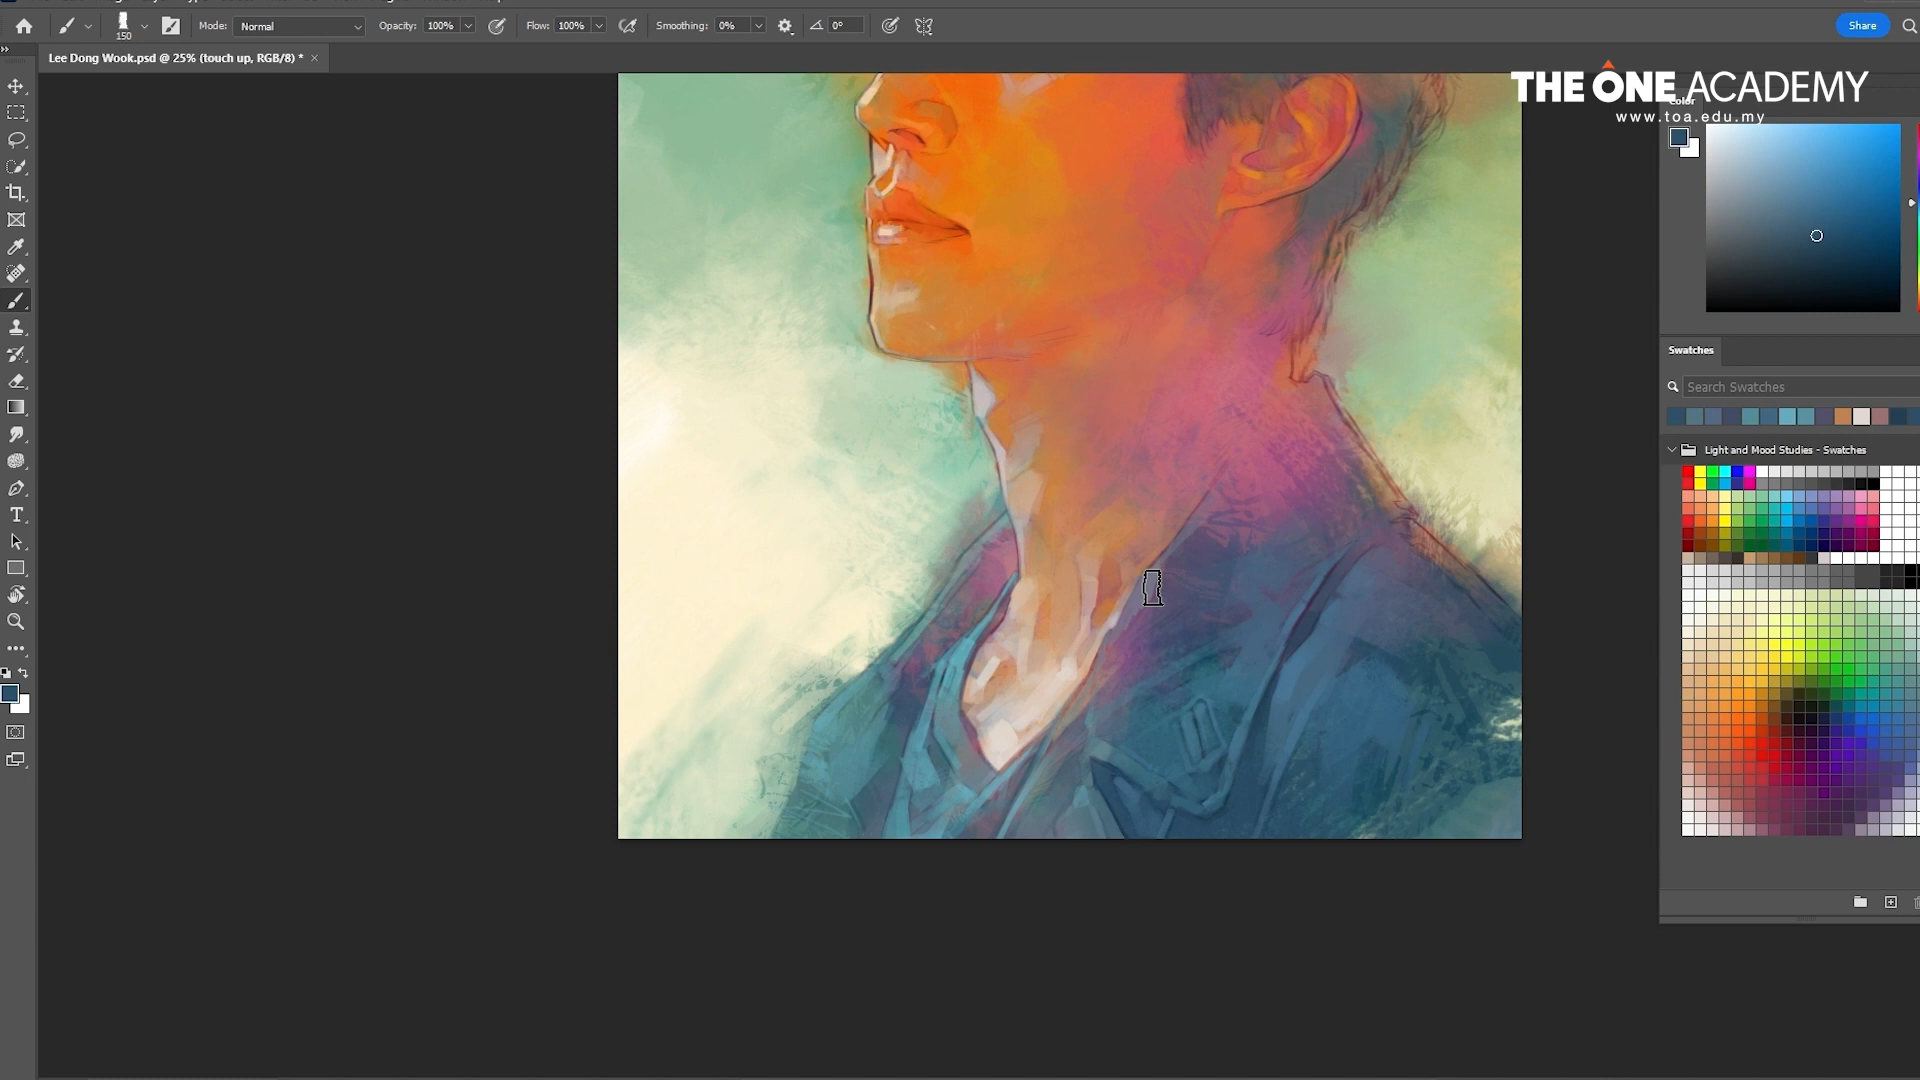 150
Mode: Normal
Opacity: 100%
Flow: 100%
Smoothing: 0%
0°
Share
Lee Dong Wook.psd @ 25% (touch up, RGB/8) * ×
THE ONE ACADEMY
www.toa.edu.my
Color
Swatches
Search Swatches
Light and Mood Studies - Swatches